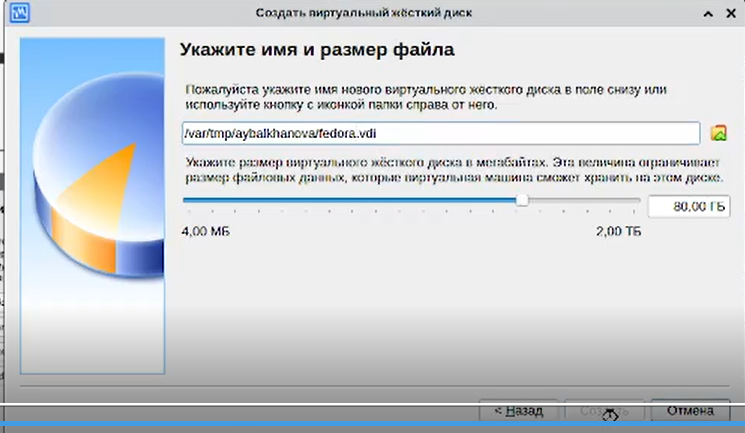 Создать виртуальный жёсткий диск
Укажите имя и размер файла
Пожалуйста укажите имя нового виртуального жёсткого диска в поле снизу или
используйте кнопку с иконкой папки справа от него.
/var/tmp/aybalkhanova/fedora.vdi
Укажите размер виртуального жёсткого диска в мегабайтах. Эта величина ограничивает
размер файловых данных, которые виртуальная машина сможет хранить на этом диске.
80,00 ГБ
4,00 МБ
2,00 ТБ
< Назад
Создать
Отмена